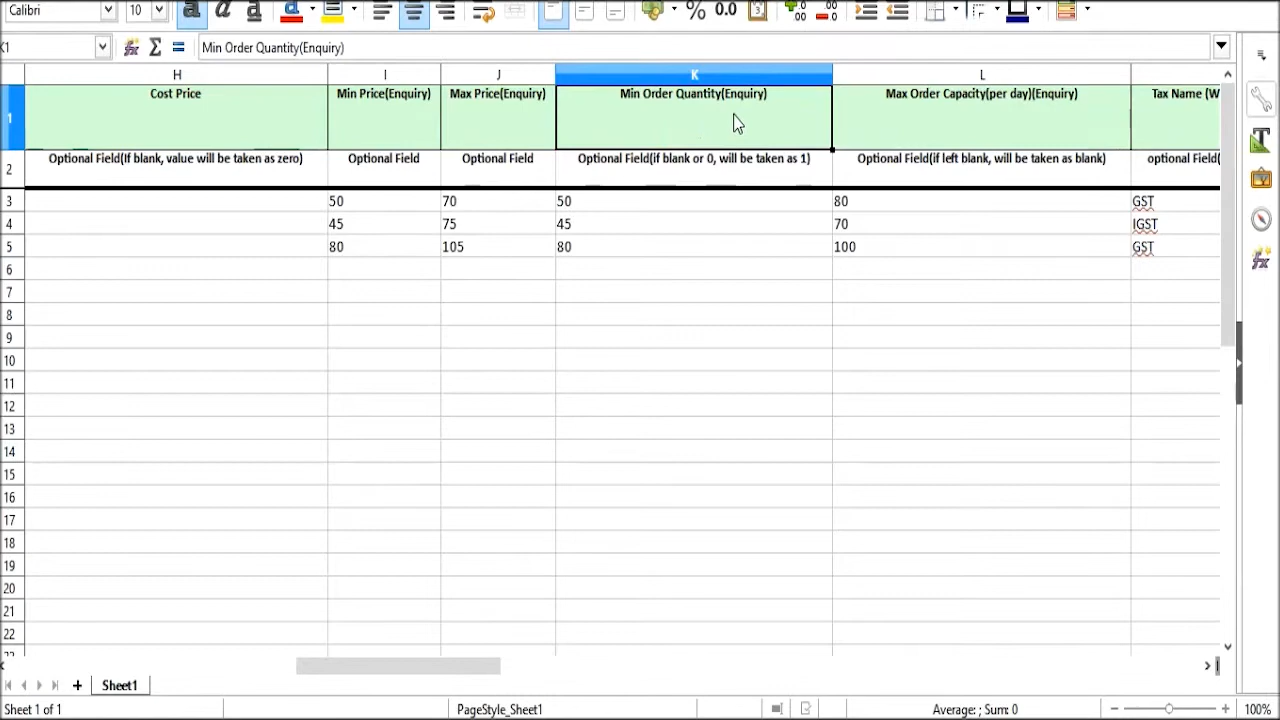 Calibri 10 a a a a % 0.0
K1 fx Σ = Min Order Quantity(Enquiry)
H I J K L
1 Cost Price Min Price(Enquiry) Max Price(Enquiry) Min Order Quantity(Enquiry) Max Order Capacity(per day)(Enquiry) Tax Name (W
2 Optional Field(If blank, value will be taken as zero) Optional Field Optional Field Optional Field(if blank or 0, will be taken as 1) Optional Field(if left blank, will be taken as blank) optional Field(
3 50 70 50 80 GST
4 45 75 45 70 IGST
5 80 105 80 100 GST
6
7
8
9
10
11
12
13
14
15
16
17
18
19
20
21
22
Sheet1
Sheet 1 of 1 PageStyle_Sheet1 Average: ; Sum: 0 100%